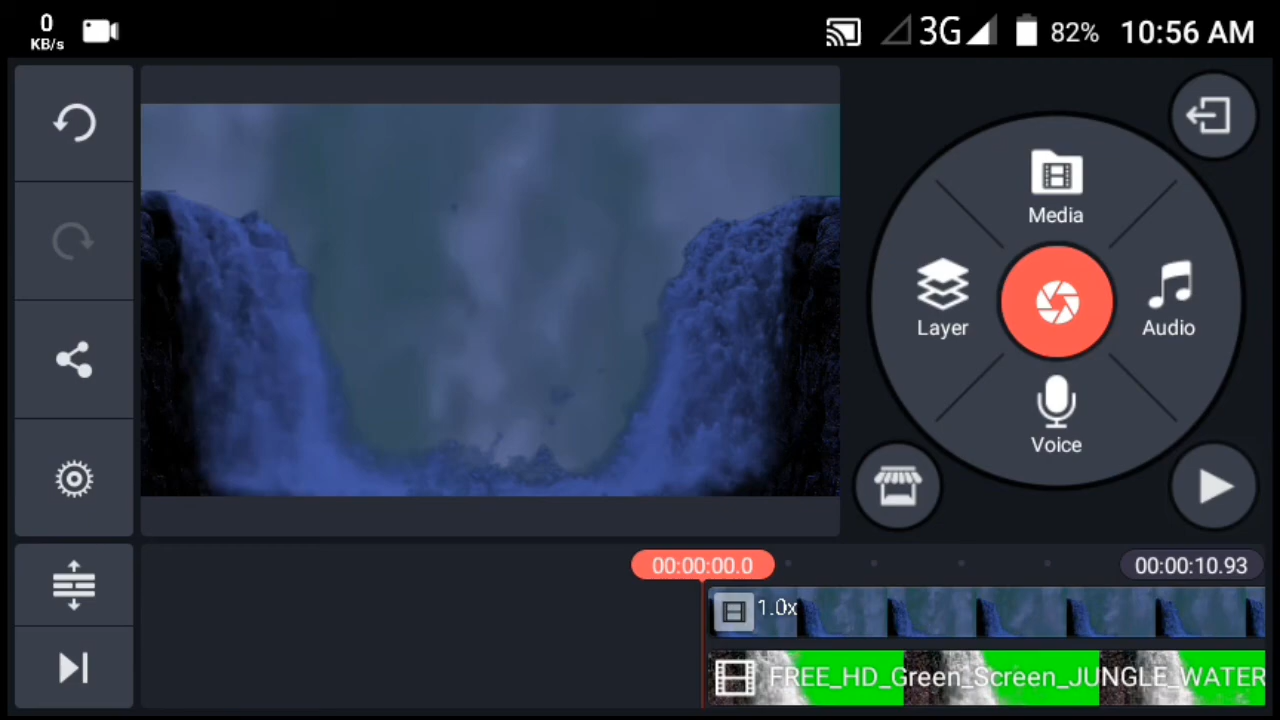 0
KB/s
3G
82%
10:56 AM
Media
Layer
Audio
Voice
00:00:00.0
00:00:10.93
1.0x
FREE_HD_Green_Screen_JUNGLE_WATER